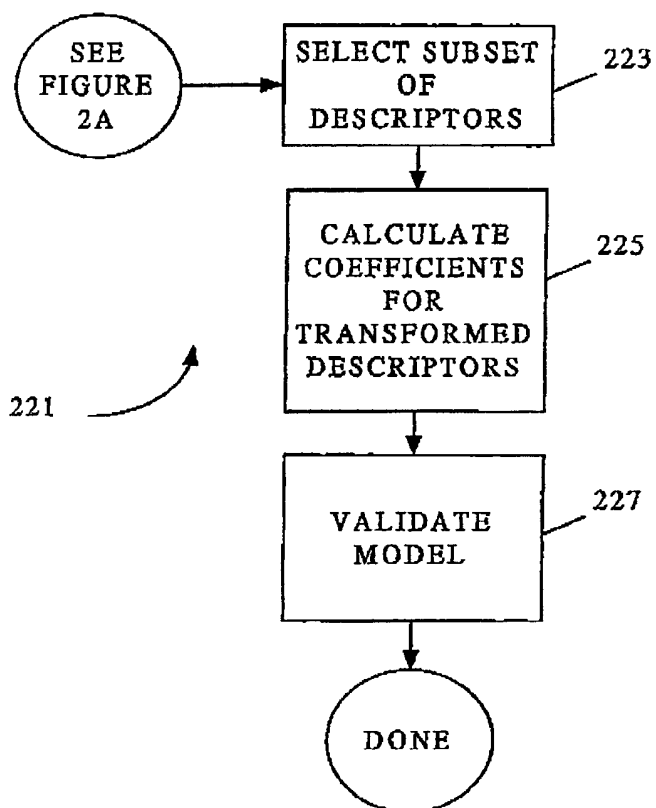 SEE
FIGURE
2A
SELECT SUBSET
OF
DESCRIPTORS
223
CALCULATE
COEFFICIENTS
FOR
TRANSFORMED
DESCRIPTORS
225
221
VALIDATE
MODEL
227
DONE